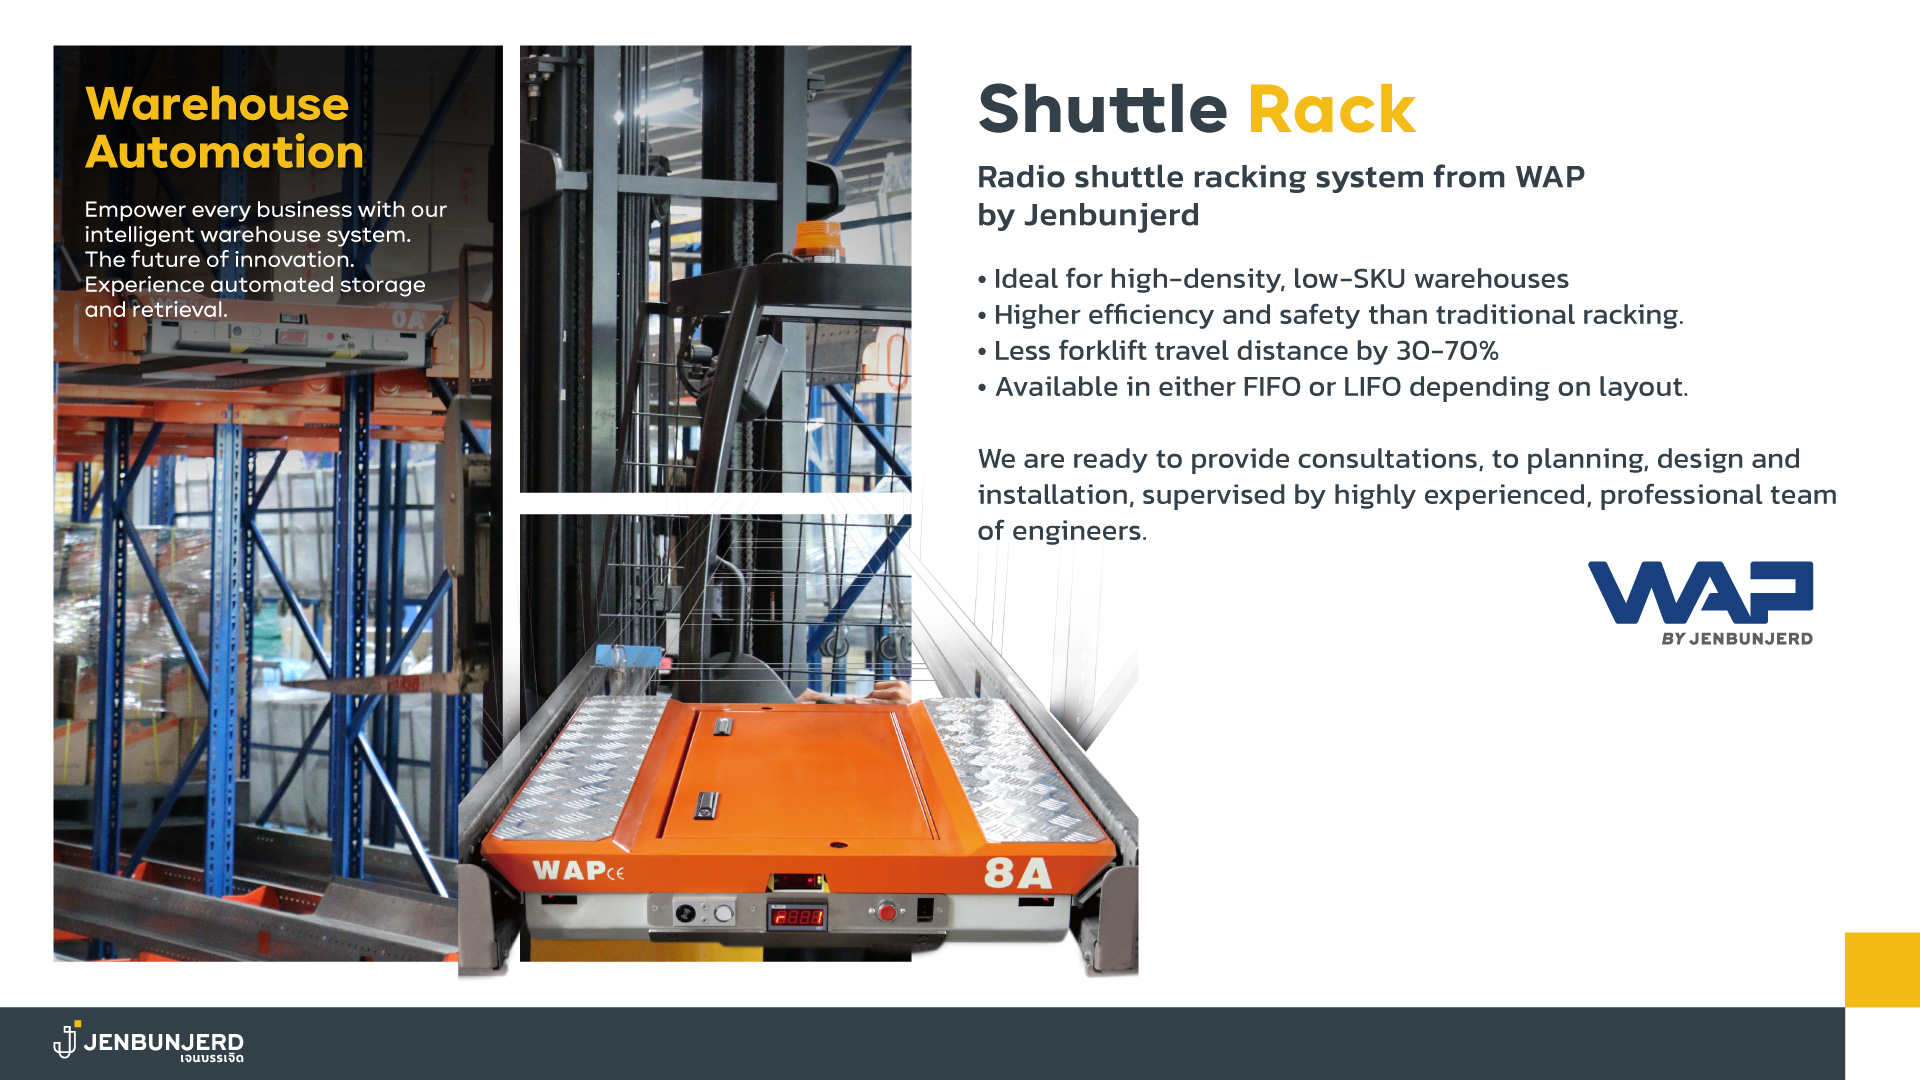 Warehouse
Automation
Empower every business with our
intelligent warehouse system.
The future of innovation.
Experience automated storage
and retrieval.
0A
Shuttle Rack
Radio shuttle racking system from WAP
by Jenbunjerd
• Ideal for high-density, low-SKU warehouses
• Higher efficiency and safety than traditional racking.
• Less forklift travel distance by 30-70%
• Available in either FIFO or LIFO depending on layout.
We are ready to provide consultations, to planning, design and
installation, supervised by highly experienced, professional team
of engineers.
WAP
BY JENBUNJERD
WAP CE
8A
JENBUNJERD
เจนบรรเจิด